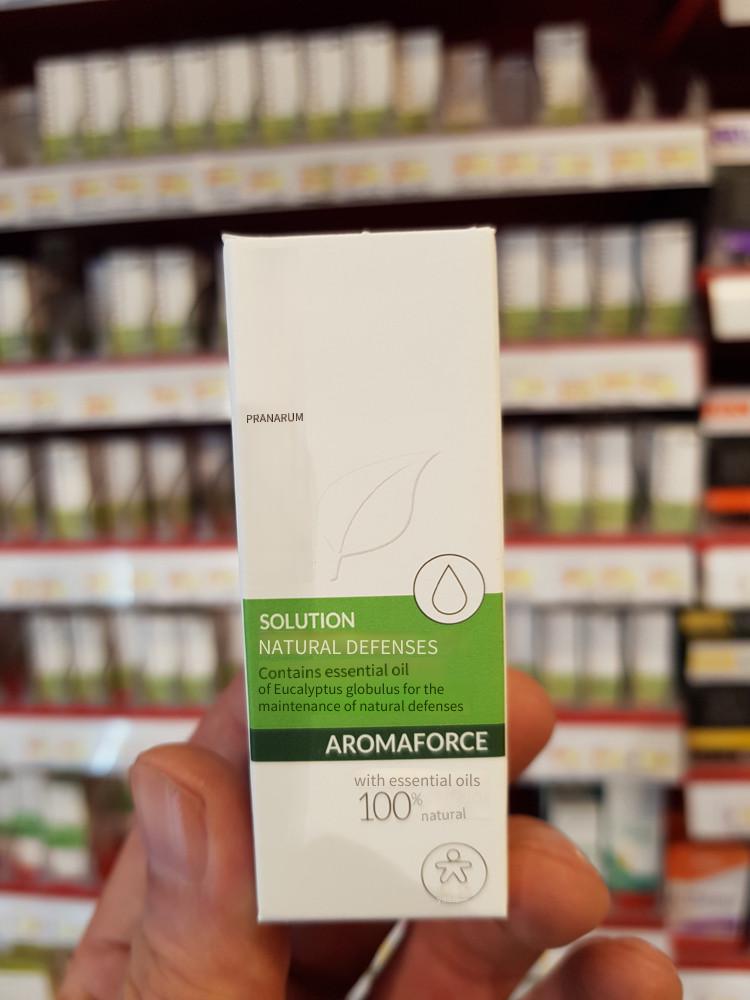 PRANARUM
SOLUTION
NATURAL DEFENSES
Contains essential oil
of Eucalyptus globulus for the
maintenance of natural defenses
AROMAFORCE
with essential oils
100%
natural